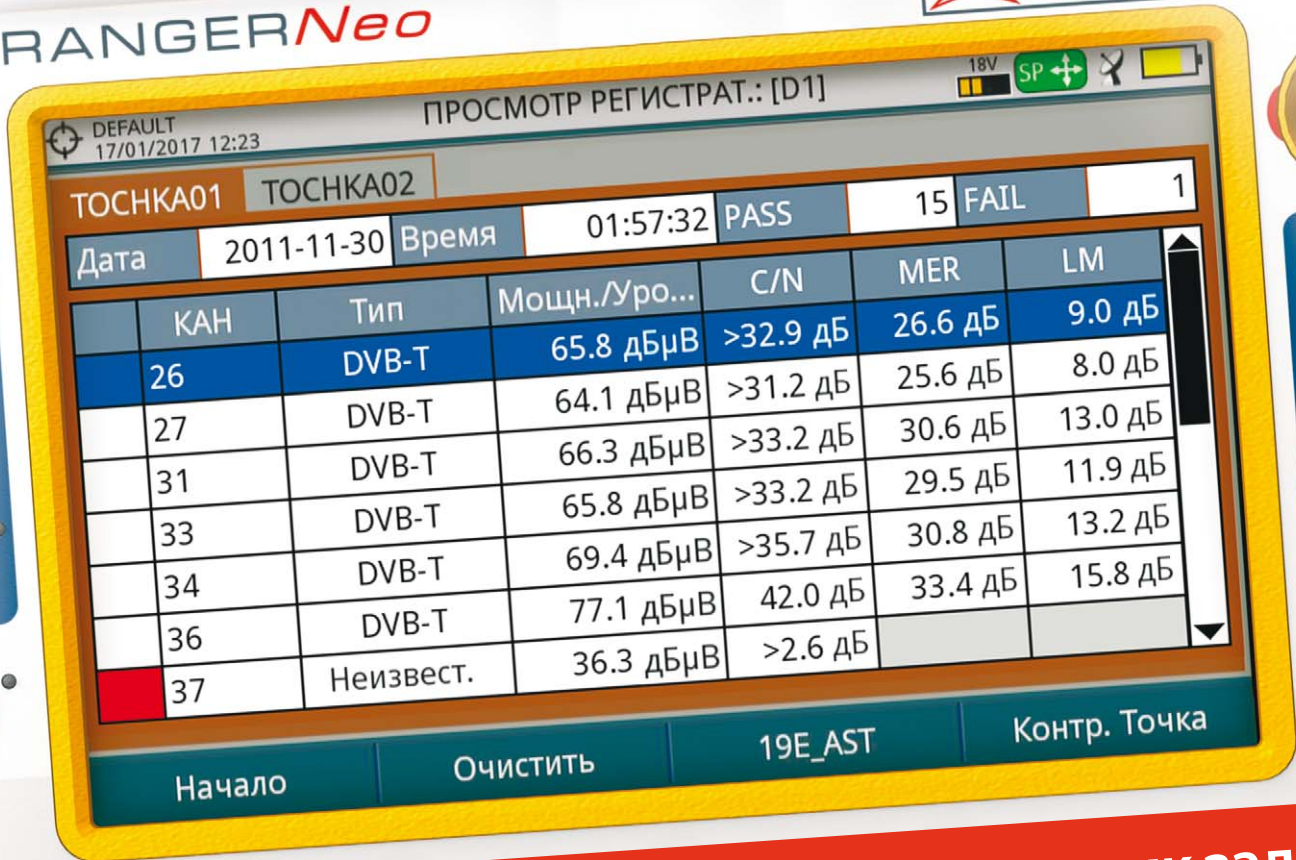 RANGERNeo
DEFAULT
17/01/2017 12:23
ПРОСМОТР РЕГИСТРАТ.: [D1]
18V
SP
TOCHKA01 TOCHKA02
Дата 2011-11-30 Время 01:57:32 PASS 15 FAIL 1
КАН Тип Мощн./Уро... C/N MER LM
26 DVB-T 65.8 дБµВ >32.9 дБ 26.6 дБ 9.0 дБ
27 DVB-T 64.1 дБµВ >31.2 дБ 25.6 дБ 8.0 дБ
31 DVB-T 66.3 дБµВ >33.2 дБ 30.6 дБ 13.0 дБ
33 DVB-T 65.8 дБµВ >33.2 дБ 29.5 дБ 11.9 дБ
34 DVB-T 69.4 дБµВ >35.7 дБ 30.8 дБ 13.2 дБ
36 DVB-T 77.1 дБµВ 42.0 дБ 33.4 дБ 15.8 дБ
37 Неизвест. 36.3 дБµВ >2.6 дБ
Начало Очистить 19E_AST Контр. Точка